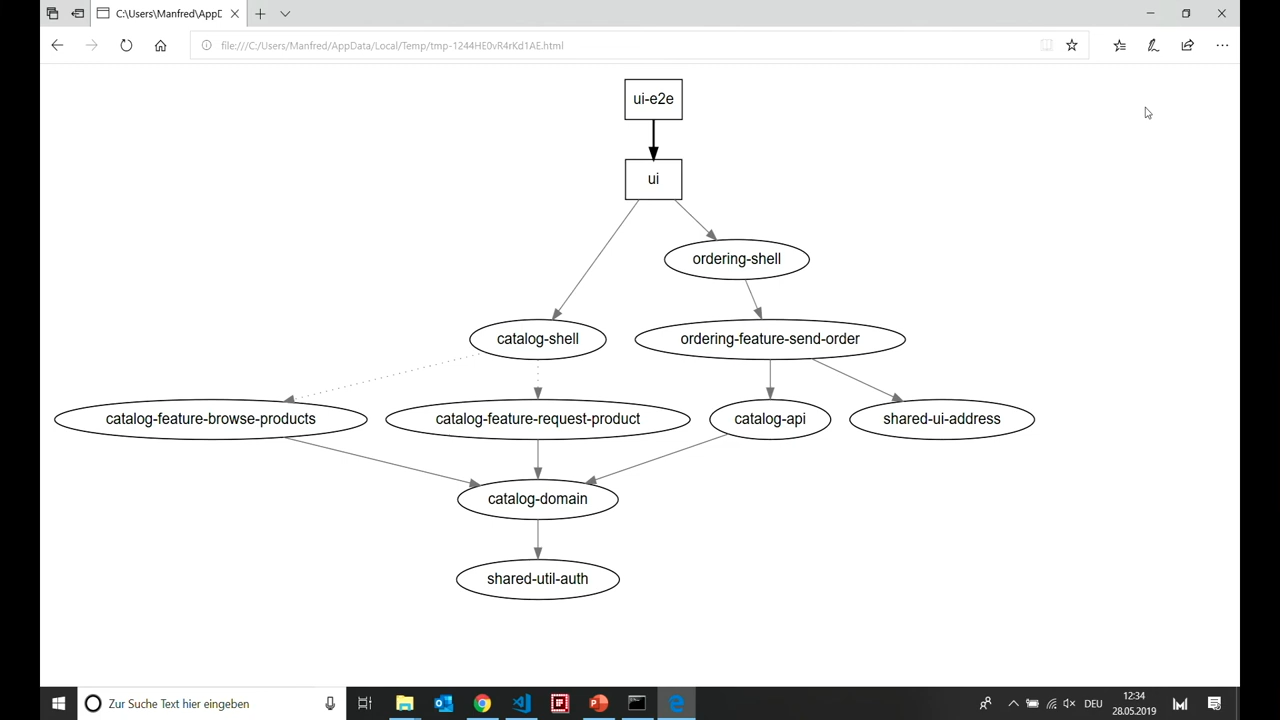 C:\Users\Manfred\AppD
file:///C:/Users/Manfred/AppData/Local/Temp/tmp-1244HE0vR4rKd1AE.html
ui-e2e
ui
ordering-shell
catalog-shell
ordering-feature-send-order
catalog-feature-browse-products
catalog-feature-request-product
catalog-api
shared-ui-address
catalog-domain
shared-util-auth
Zur Suche Text hier eingeben
DEU
12:34
28.05.2019